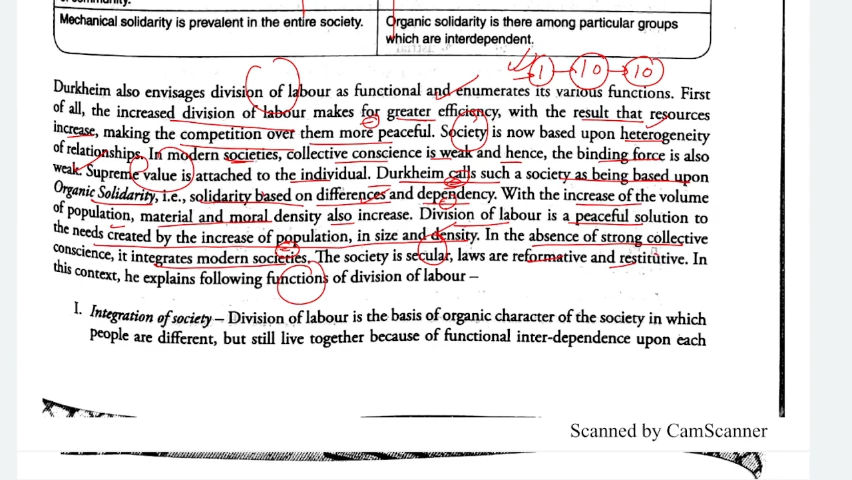 Mechanical solidarity is prevalent in the entire society.
Organic solidarity is there among particular groups
which are interdependent.
1 10 10
Durkheim also envisages division of labour as functional and enumerates its various functions. First
of all, the increased division of labour makes for greater efficiency, with the result that resources
increase, making the competition over them more peaceful. Society is now based upon heterogeneity
of relationships. In modern societies, collective conscience is weak and hence, the binding force is also
weak. Supreme value is attached to the individual. Durkheim calls such a society as being based upon
Organic Solidarity, i.e., solidarity based on differences and dependency. With the increase of the volume
of population, material and moral density also increase. Division of labour is a peaceful solution to
the needs created by the increase of population, in size and density. In the absence of strong collective
conscience, it integrates modern societies. The society is secular, laws are reformative and restitutive. In
this context, he explains following functions of division of labour –
I. Integration of society – Division of labour is the basis of organic character of the society in which
people are different, but still live together because of functional inter-dependence upon each
Scanned by CamScanner